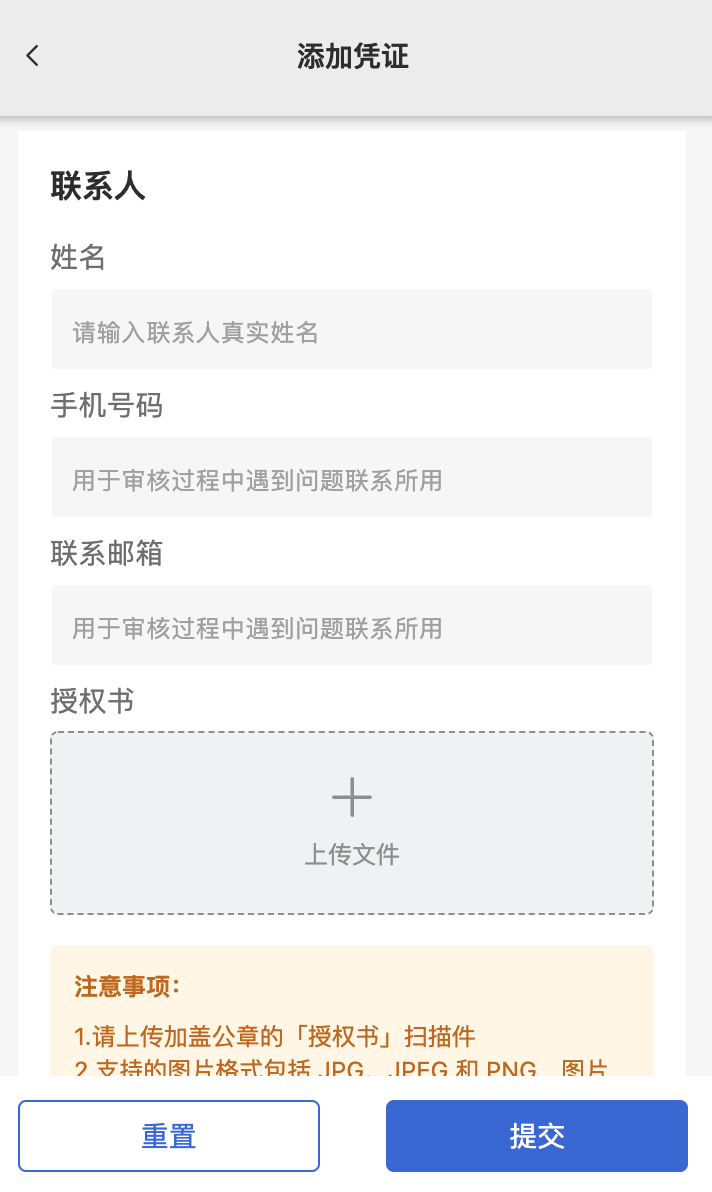 添加凭证
联系人
姓名
请输入联系人真实姓名
手机号码
用于审核过程中遇到问题联系所用
联系邮箱
用于审核过程中遇到问题联系所用
授权书
上传文件
注意事项：
1.请上传加盖公章的「授权书」扫描件
2.支持的图片格式包括 JPG、JPEG 和 PNG，图片
重置
提交